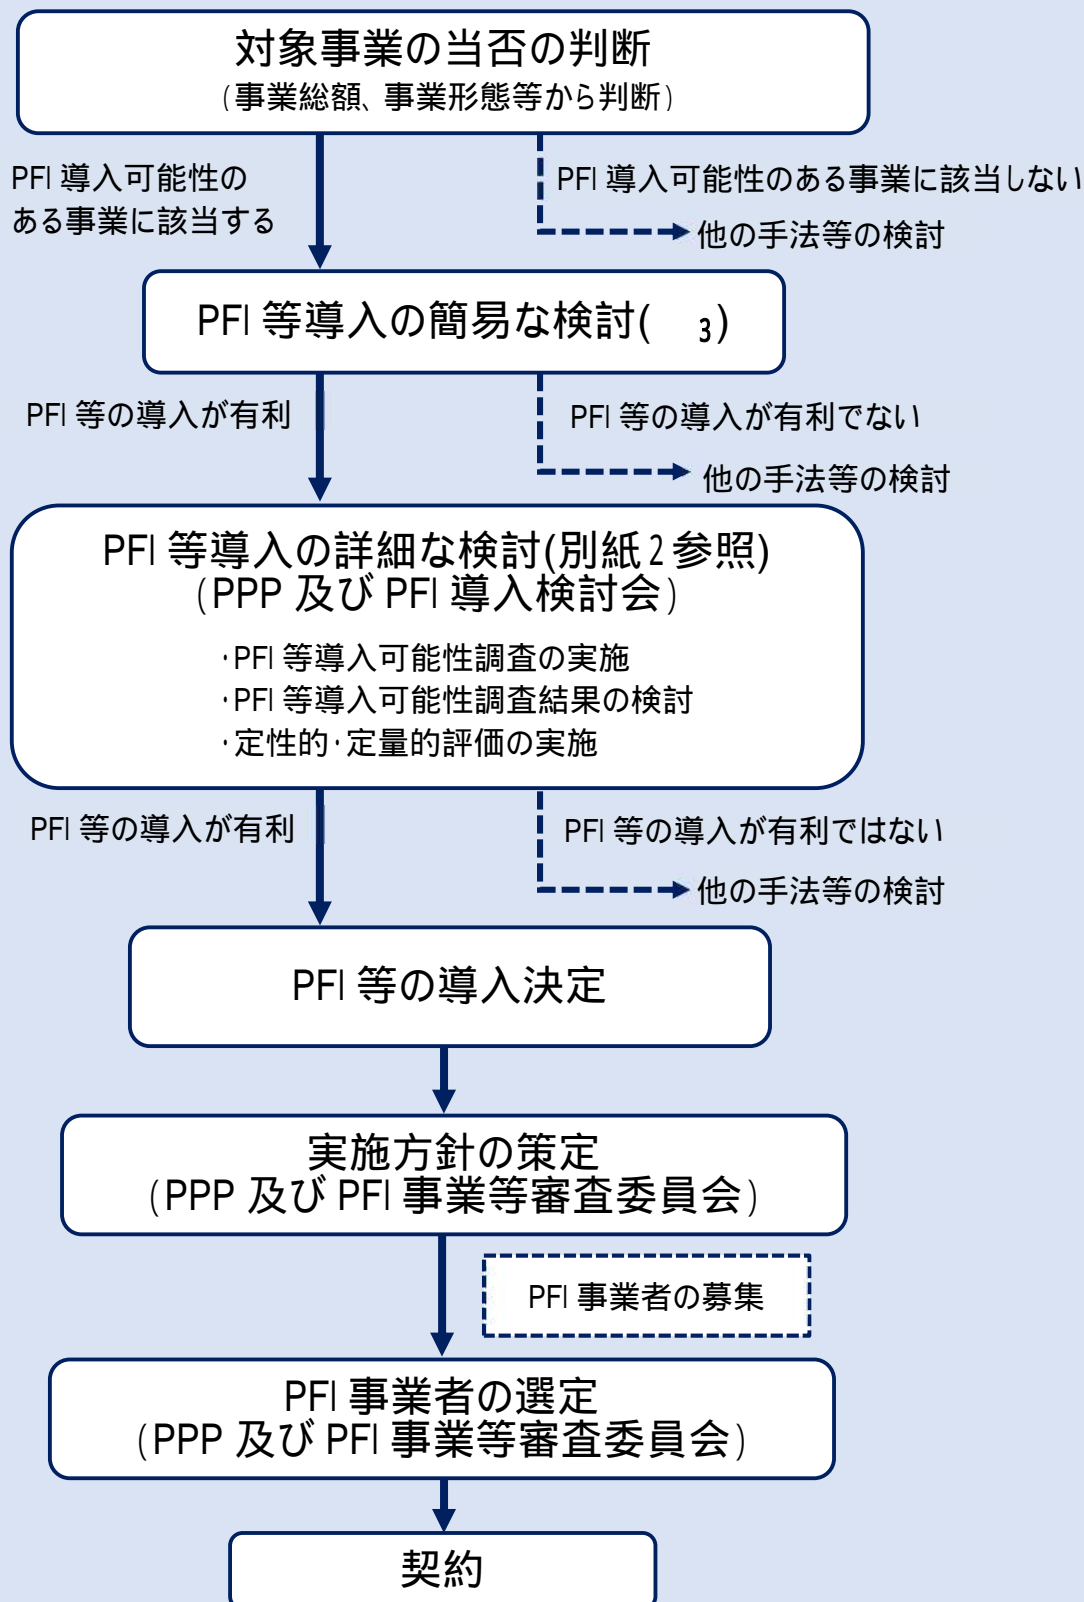 対象事業の当否の判断
(事業総額、事業形態等から判断)
PFI 導入可能性の
ある事業に該当する
PFI 導入可能性のある事業に該当しない
他の手法等の検討
PFI 等導入の簡易な検討( 3)
PFI 等の導入が有利
PFI 等の導入が有利でない
他の手法等の検討
PFI 等導入の詳細な検討(別紙2参照)
(PPP 及び PFI 導入検討会)
・PFI 等導入可能性調査の実施
・PFI 等導入可能性調査結果の検討
・定性的・定量的評価の実施
PFI 等の導入が有利
PFI 等の導入が有利ではない
他の手法等の検討
PFI 等の導入決定
実施方針の策定
(PPP 及び PFI 事業等審査委員会)
PFI 事業者の募集
PFI 事業者の選定
(PPP 及び PFI 事業等審査委員会)
契約